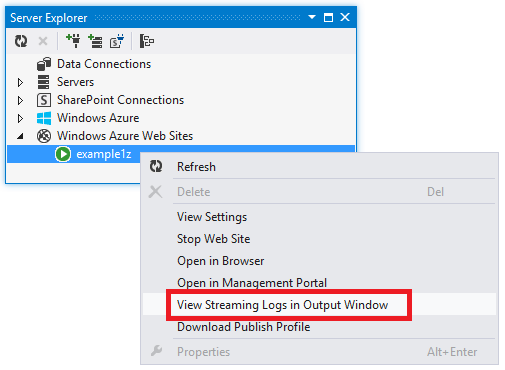 Server Explorer
Data Connections
Servers
SharePoint Connections
Windows Azure
Windows Azure Web Sites
example1z
Refresh
Delete Del
View Settings
Stop Web Site
Open in Browser
Open in Management Portal
View Streaming Logs in Output Window
Download Publish Profile
Properties Alt+Enter